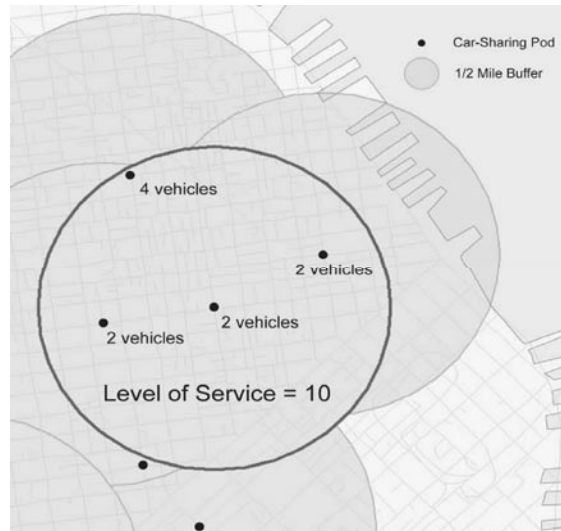 Car-Sharing Pod
1/2 Mile Buffer
4 vehicles
2 vehicles
2 vehicles
2 vehicles
Level of Service = 10